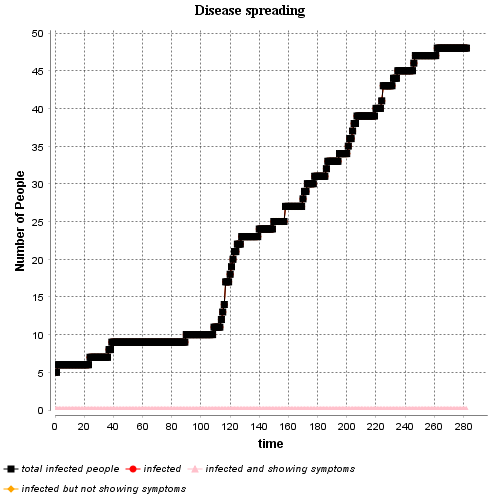 Disease spreading
50
45
40
35
30
25
20
15
10
5
0
Number of People
0 20 40 60 80 100 120 140 160 180 200 220 240 260 280
time
total infected people infected infected and showing symptoms
infected but not showing symptoms